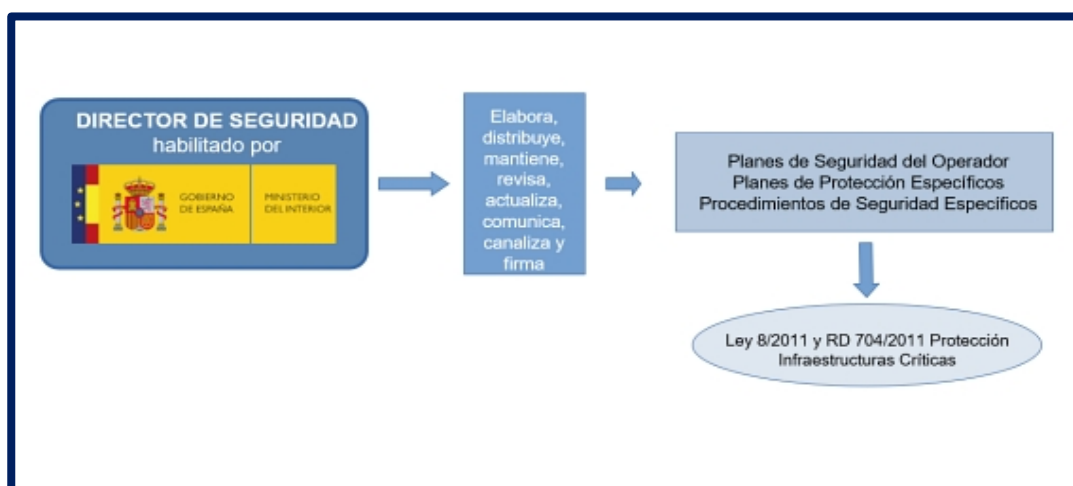 DIRECTOR DE SEGURIDAD
habilitado por
GOBIERNO
DE ESPAÑA
MINISTERIO
DEL INTERIOR
Elabora,
distribuye,
mantiene,
revisa,
actualiza,
comunica,
canaliza y
firma
Planes de Seguridad del Operador
Planes de Protección Específicos
Procedimientos de Seguridad Específicos
Ley 8/2011 y RD 704/2011 Protección
Infraestructuras Críticas